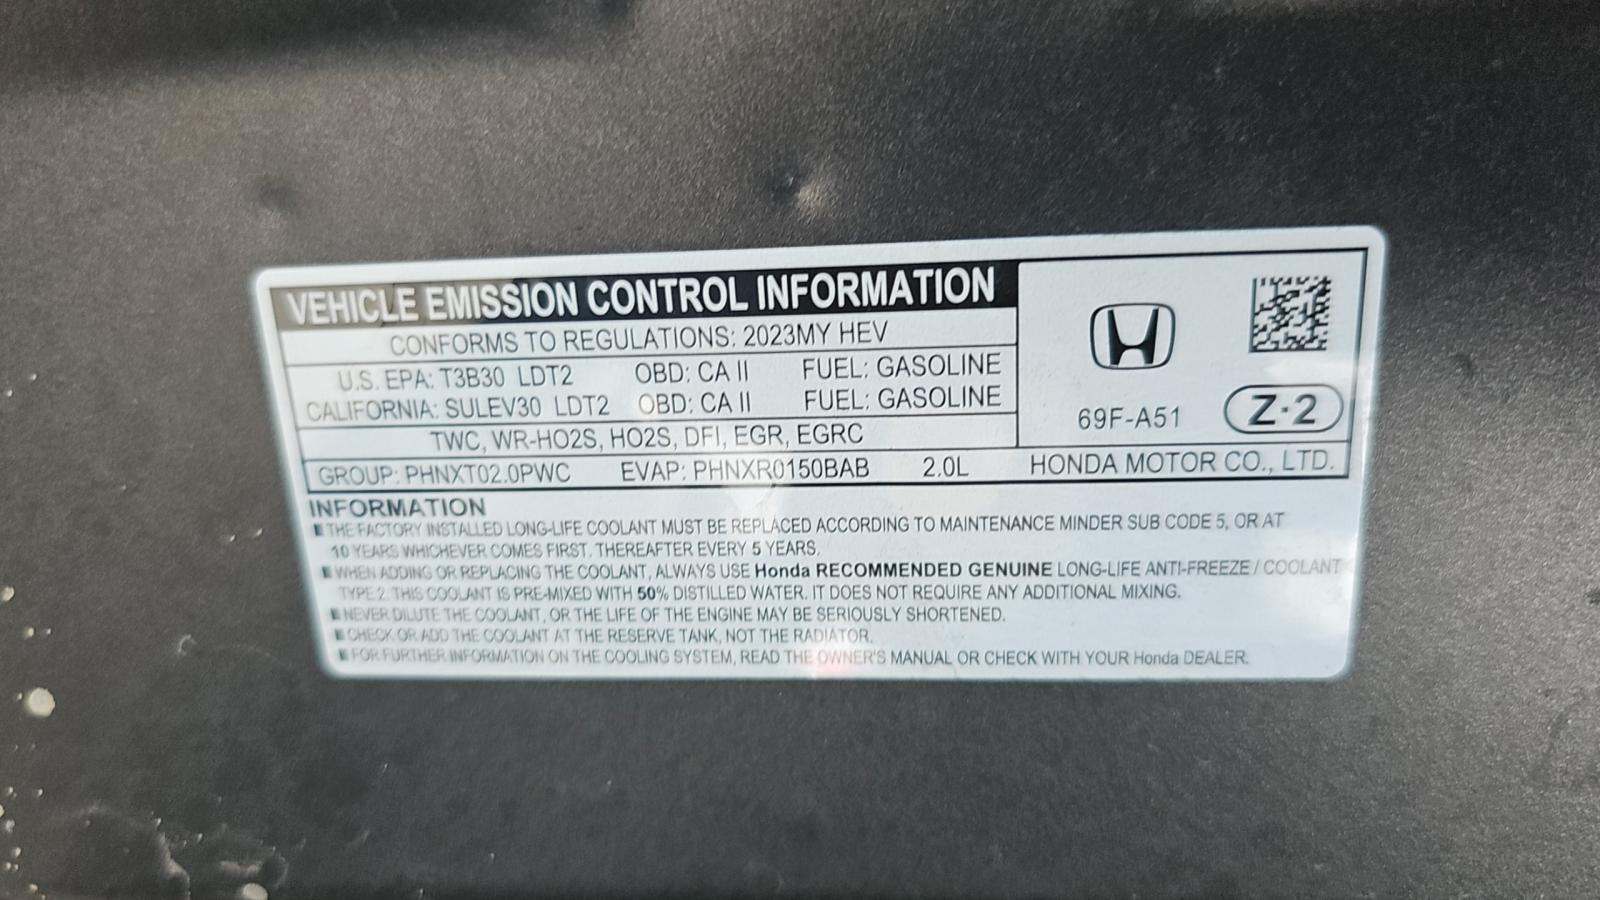 VEHICLE EMISSION CONTROL INFORMATION
CONFORMS TO REGULATIONS: 2023MY HEV
U.S. EPA: T3B30 LDT2 OBD: CA II FUEL: GASOLINE
CALIFORNIA: SULEV30 LDT2 OBD: CA II FUEL: GASOLINE
69F-A51 Z-2
TWC, WR-HO2S, HO2S, DFI, EGR, EGRC
GROUP: PHNXT02.0PWC EVAP: PHNXR0150BAB 2.0L HONDA MOTOR CO., LTD.
INFORMATION
■ THE FACTORY INSTALLED LONG-LIFE COOLANT MUST BE REPLACED ACCORDING TO MAINTENANCE MINDER SUB CODE 5, OR AT
10 YEARS WHICHEVER COMES FIRST. THEREAFTER EVERY 5 YEARS.
■ WHEN ADDING OR REPLACING THE COOLANT, ALWAYS USE Honda RECOMMENDED GENUINE LONG-LIFE ANTI-FREEZE / COOLANT
TYPE 2. THIS COOLANT IS PRE-MIXED WITH 50% DISTILLED WATER. IT DOES NOT REQUIRE ANY ADDITIONAL MIXING.
■ NEVER DILUTE THE COOLANT, OR THE LIFE OF THE ENGINE MAY BE SERIOUSLY SHORTENED.
■ CHECK OR ADD THE COOLANT AT THE RESERVE TANK, NOT THE RADIATOR.
■ FOR FURTHER INFORMATION ON THE COOLING SYSTEM, READ THE OWNER'S MANUAL OR CHECK WITH YOUR Honda DEALER.